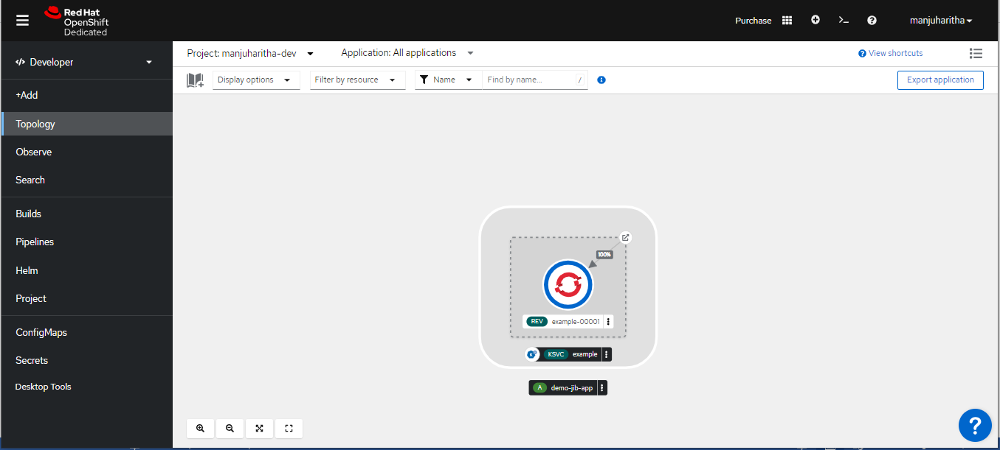 Red Hat
OpenShift
Dedicated
Purchase
manjuharitha
Developer
Project: manjuharitha-dev
Application: All applications
View shortcuts
Display options
Filter by resource
Name
Find by name...
/
Export application
+Add
Topology
Observe
Search
Builds
Pipelines
Helm
Project
ConfigMaps
Secrets
Desktop Tools
100%
REV example-00001
KSVC example
A demo-jib-app
?